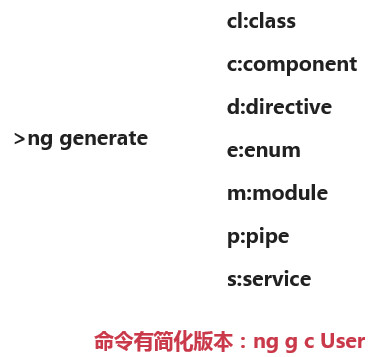 cl:class
c:component
d:directive
>ng generate
e:enum
m:module
p:pipe
s:service
命令有简化版本：ng g c User